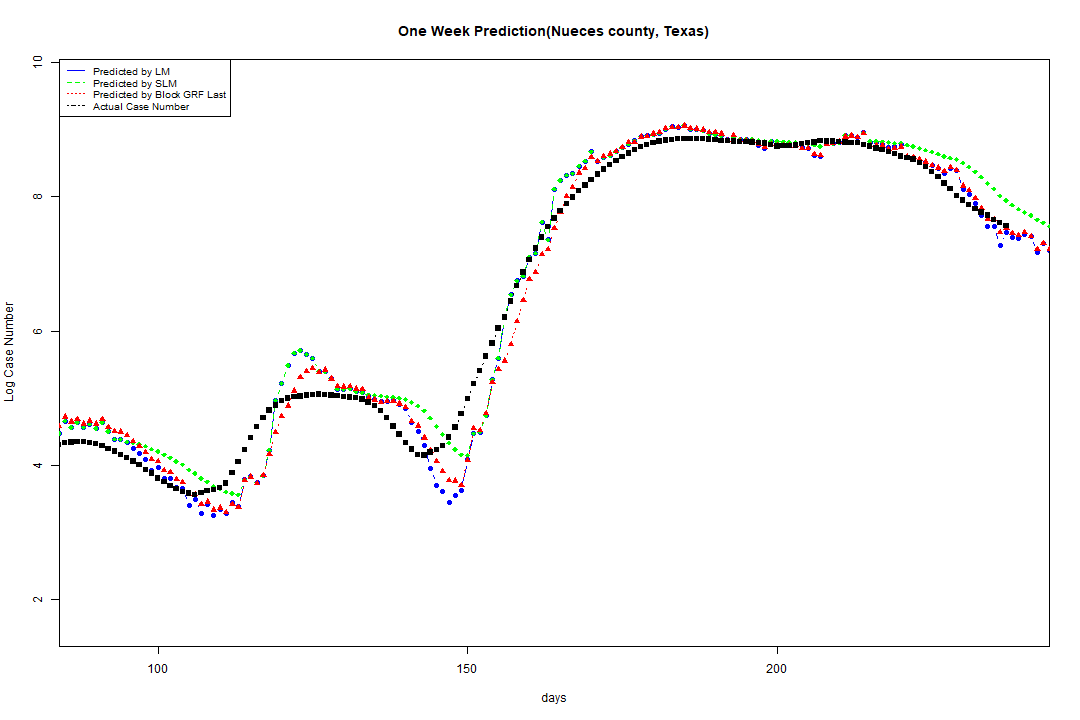 One Week Prediction(Nueces county, Texas)
Predicted by LM
Predicted by SLM
Predicted by Block GRF Last
Actual Case Number
10
8
6
4
2
Log Case Number
100
150
200
days